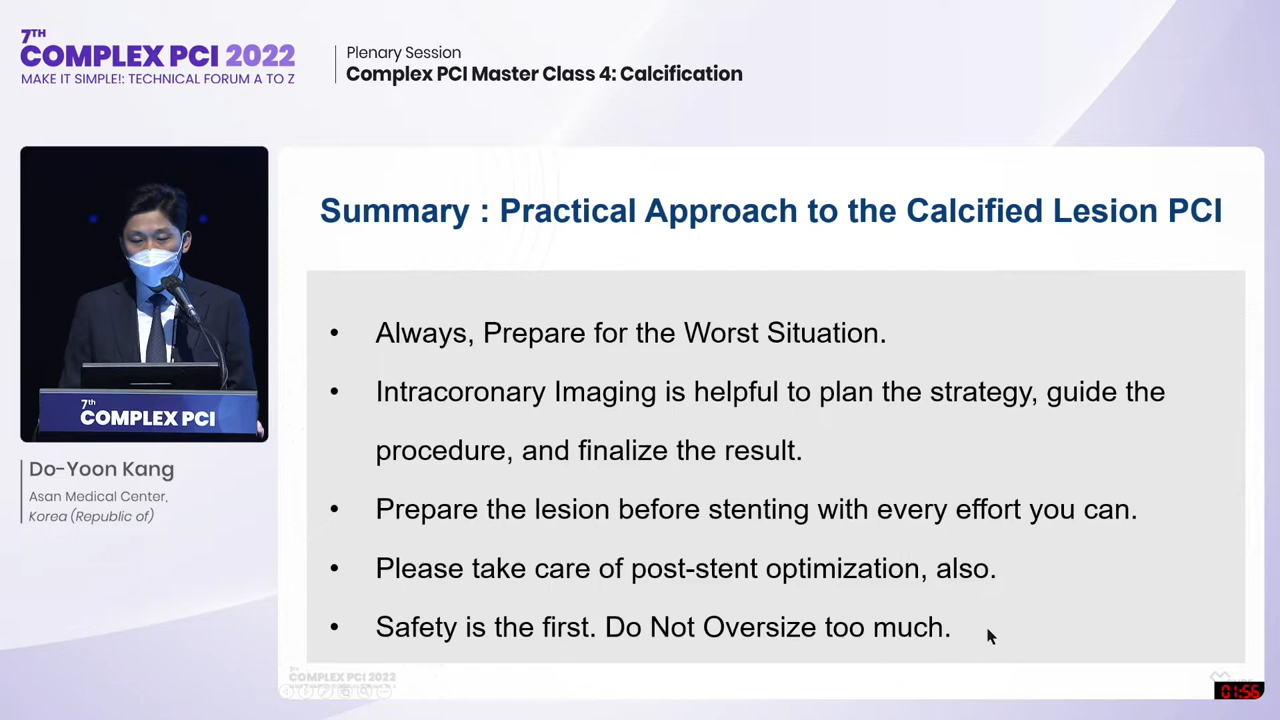 7TH
COMPLEX PCI 2022
MAKE IT SIMPLE!: TECHNICAL FORUM A TO Z
Plenary Session
Complex PCI Master Class 4: Calcification
7th
COMPLEX PCI
Do-Yoon Kang
Asan Medical Center,
Korea (Republic of)
Summary : Practical Approach to the Calcified Lesion PCI
• Always, Prepare for the Worst Situation.
• Intracoronary Imaging is helpful to plan the strategy, guide the
procedure, and finalize the result.
• Prepare the lesion before stenting with every effort you can.
• Please take care of post-stent optimization, also.
• Safety is the first. Do Not Oversize too much.
7TH
COMPLEX PCI 2022
01:56